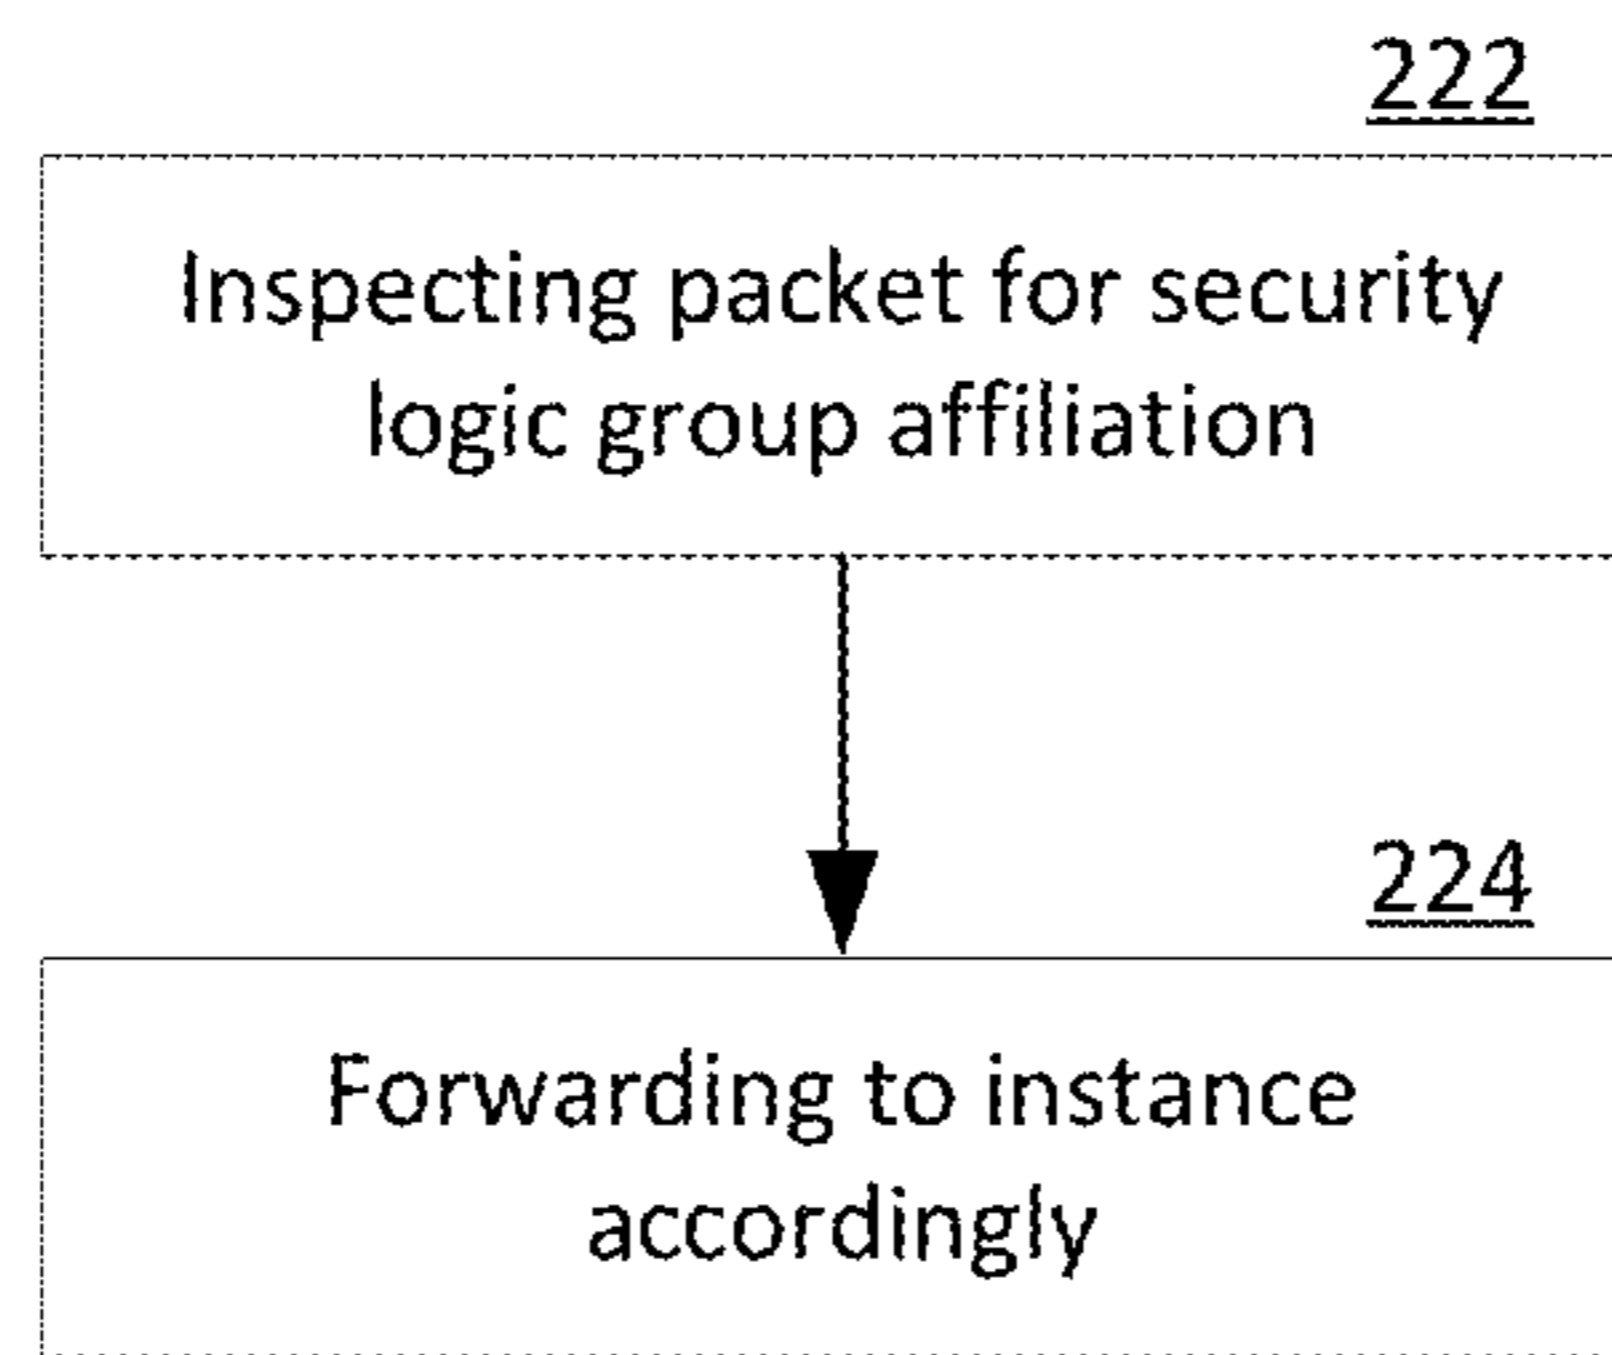 222
Inspecting packet for security
logic group affiliation
224
Forwarding to instance
accordingly